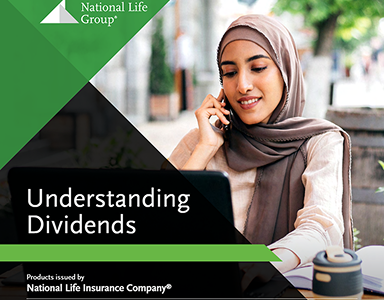 National Life
Group®
Understanding
Dividends
Products issued by
National Life Insurance Company®